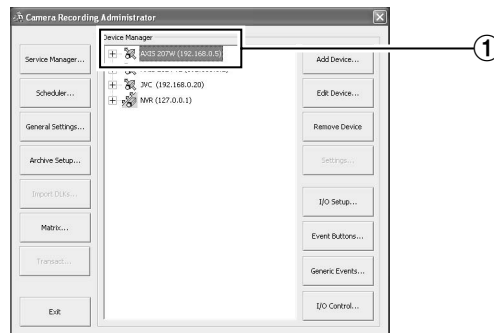 Camera Recording Administrator
Device Manager
AXIS 207W (192.168.0.5)
JVC (192.168.0.20)
NVR (127.0.0.1)
Service Manager...
Scheduler...
General Settings...
Archive Setup...
Import DLKs...
Matrix...
Transact...
Exit
Add Device...
Edit Device...
Remove Device
Settings...
I/O Setup...
Event Buttons...
Generic Events...
I/O Control...
1